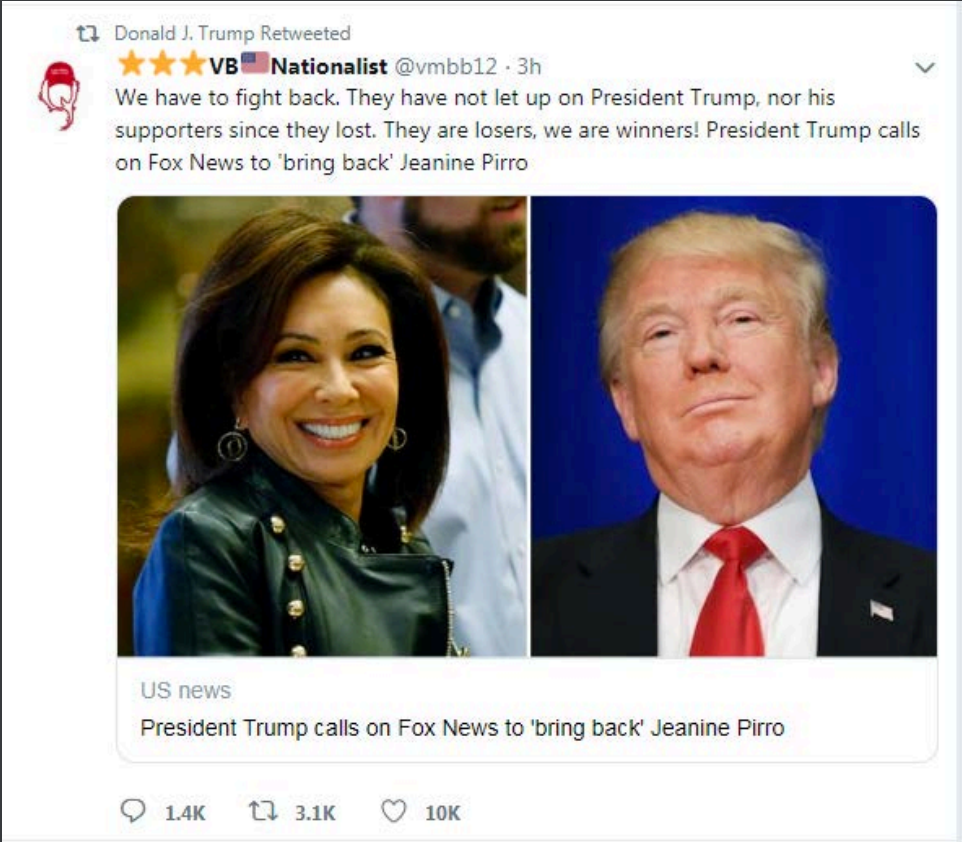 Donald J. Trump Retweeted
⭐⭐⭐VB🇺🇸Nationalist @vmbb12 · 3h
We have to fight back. They have not let up on President Trump, nor his
supporters since they lost. They are losers, we are winners! President Trump calls
on Fox News to 'bring back' Jeanine Pirro
US news
President Trump calls on Fox News to 'bring back' Jeanine Pirro
1.4K 3.1K 10K